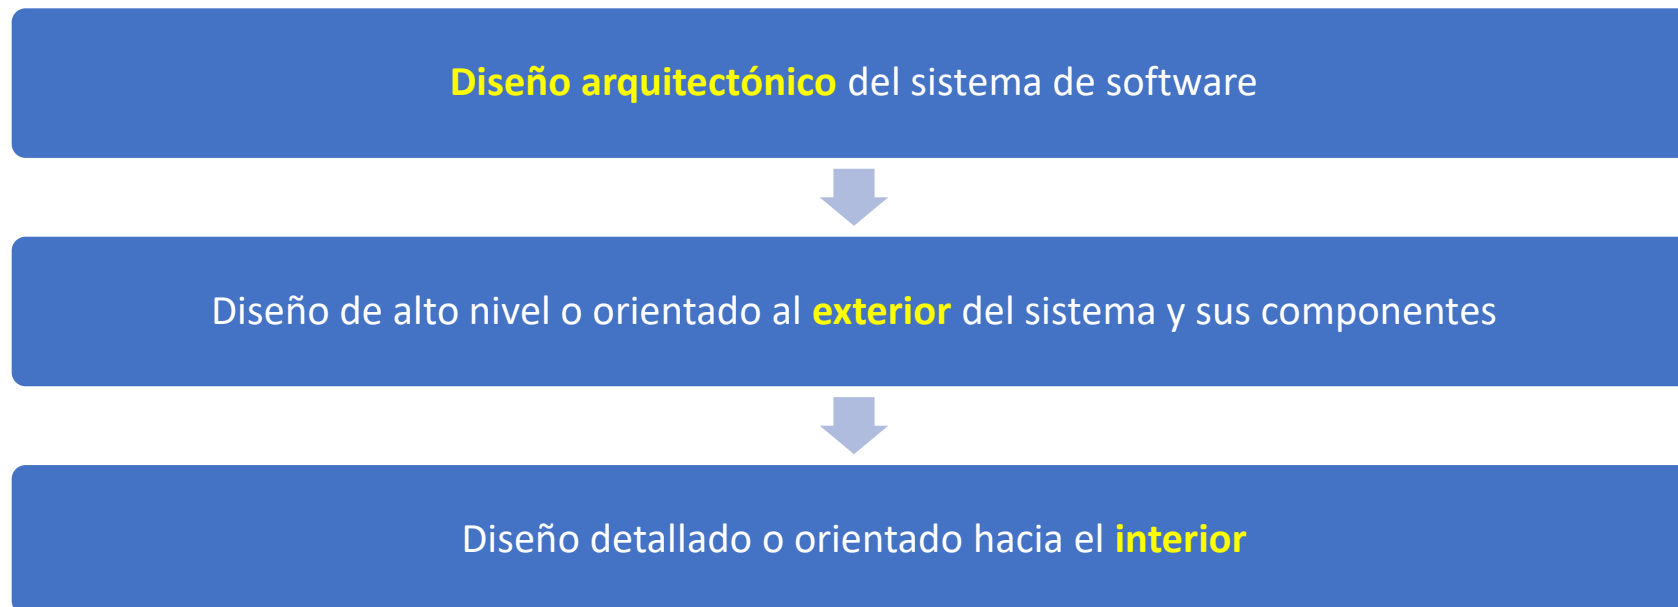 Diseño arquitectónico del sistema de software
Diseño de alto nivel o orientado al exterior del sistema y sus componentes
Diseño detallado o orientado hacia el interior